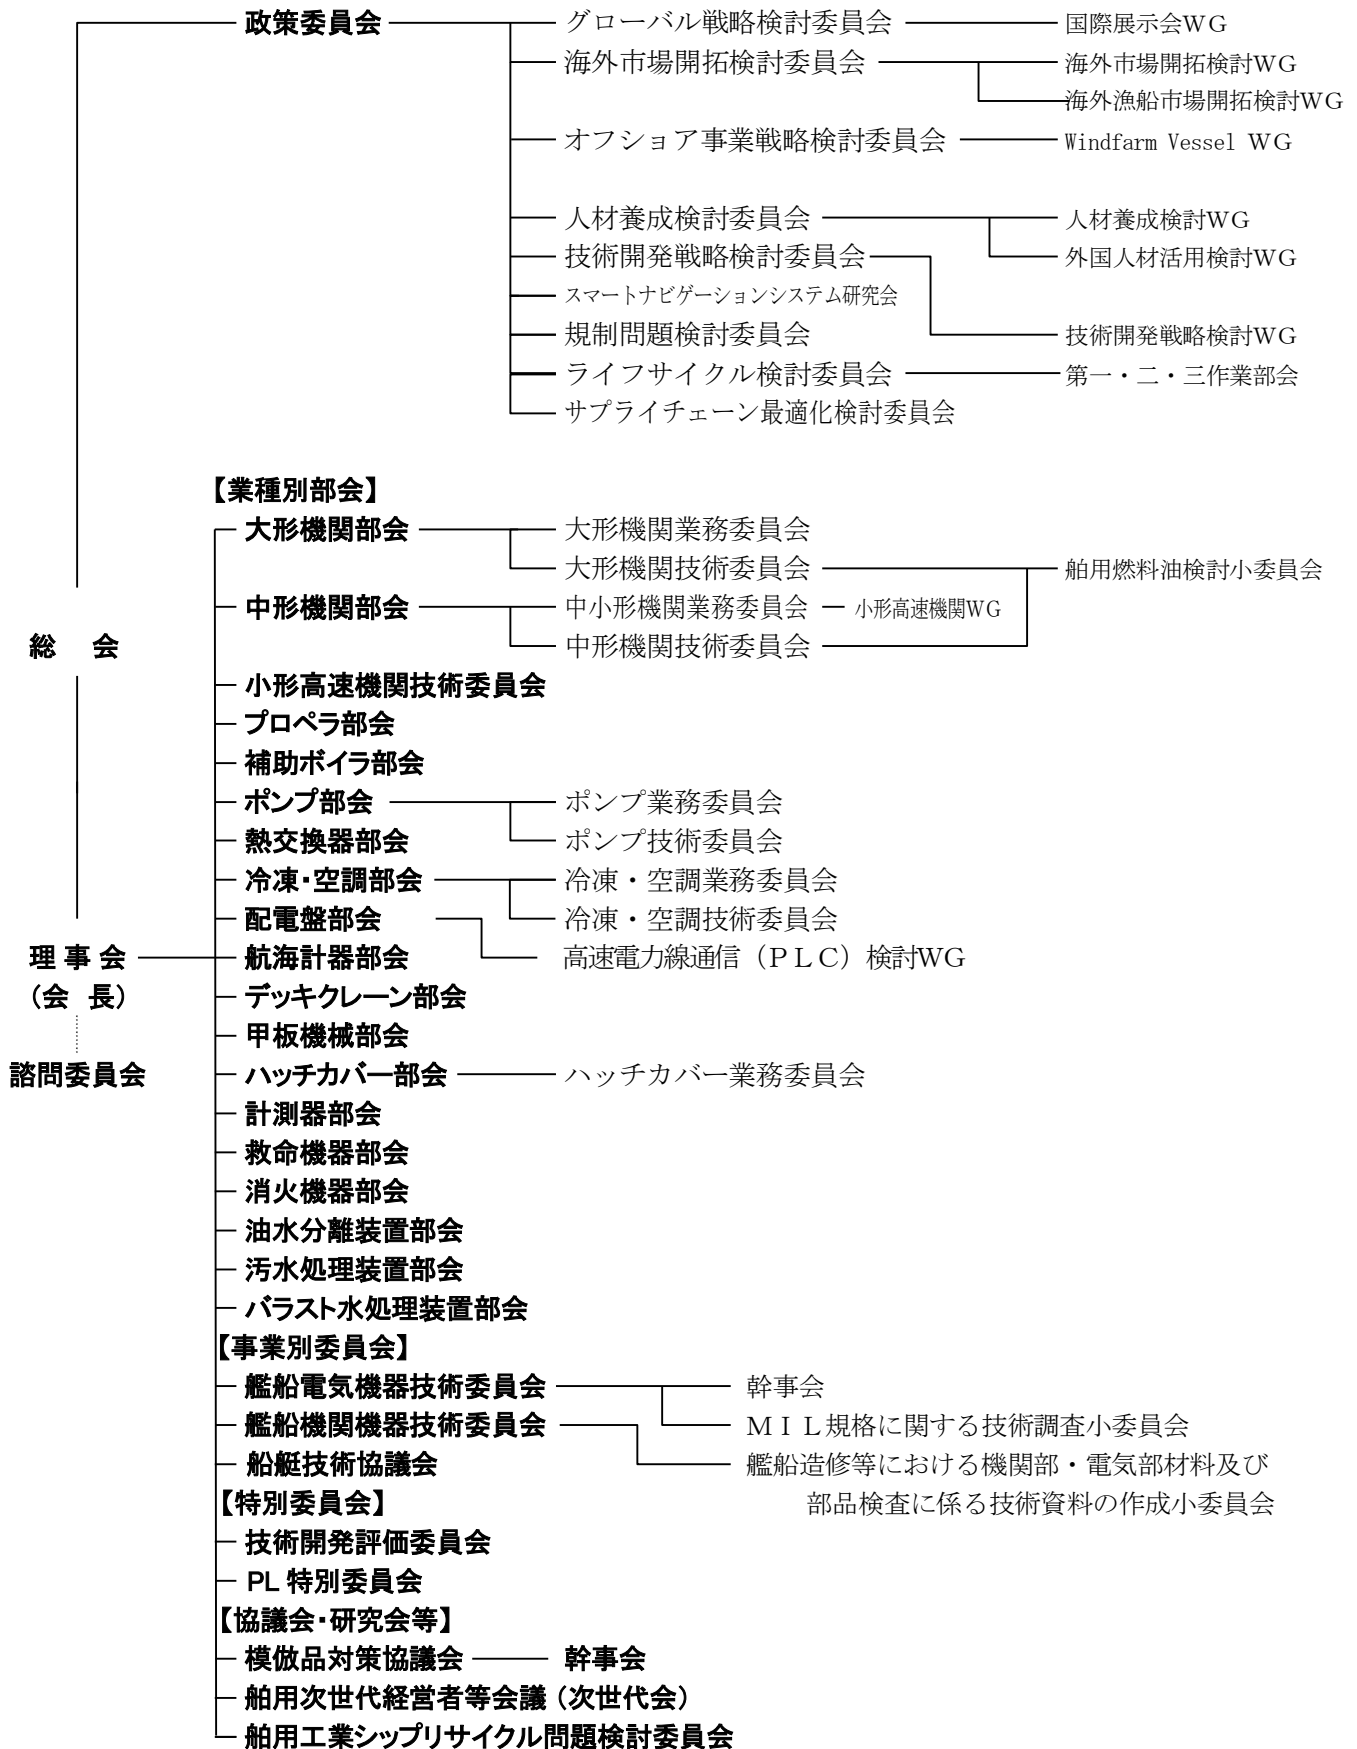 政策委員会 グローバル戦略検討委員会 国際展示会WG
海外市場開拓検討委員会 海外市場開拓検討WG
海外漁船市場開拓検討WG
オフショア事業戦略検討委員会 Windfarm Vessel WG
人材養成検討委員会 人材養成検討WG
技術開発戦略検討委員会 外国人材活用検討WG
スマートナビゲーションシステム研究会
規制問題検討委員会 技術開発戦略検討WG
ライフサイクル検討委員会 第一・二・三作業部会
サプライチェーン最適化検討委員会
【業種別部会】
大形機関部会 大形機関業務委員会
大形機関技術委員会 舶用燃料油検討小委員会
中形機関部会 中小形機関業務委員会 小形高速機関WG
総 会 中形機関技術委員会
小形高速機関技術委員会
プロペラ部会
補助ボイラ部会
ポンプ部会 ポンプ業務委員会
熱交換器部会 ポンプ技術委員会
冷凍・空調部会 冷凍・空調業務委員会
配電盤部会 冷凍・空調技術委員会
理事会 航海計器部会 高速電力線通信（ＰＬＣ）検討WG
（会 長） デッキクレーン部会
甲板機械部会
諮問委員会 ハッチカバー部会 ハッチカバー業務委員会
計測器部会
救命機器部会
消火機器部会
油水分離装置部会
汚水処理装置部会
バラスト水処理装置部会
【事業別委員会】
艦船電気機器技術委員会 幹事会
艦船機関機器技術委員会 ＭＩＬ規格に関する技術調査小委員会
船艇技術協議会 艦船造修等における機関部・電気部材料及び
【特別委員会】 部品検査に係る技術資料の作成小委員会
技術開発評価委員会
PL特別委員会
【協議会・研究会等】
模倣品対策協議会 幹事会
舶用次世代経営者等会議（次世代会）
舶用工業シップリサイクル問題検討委員会